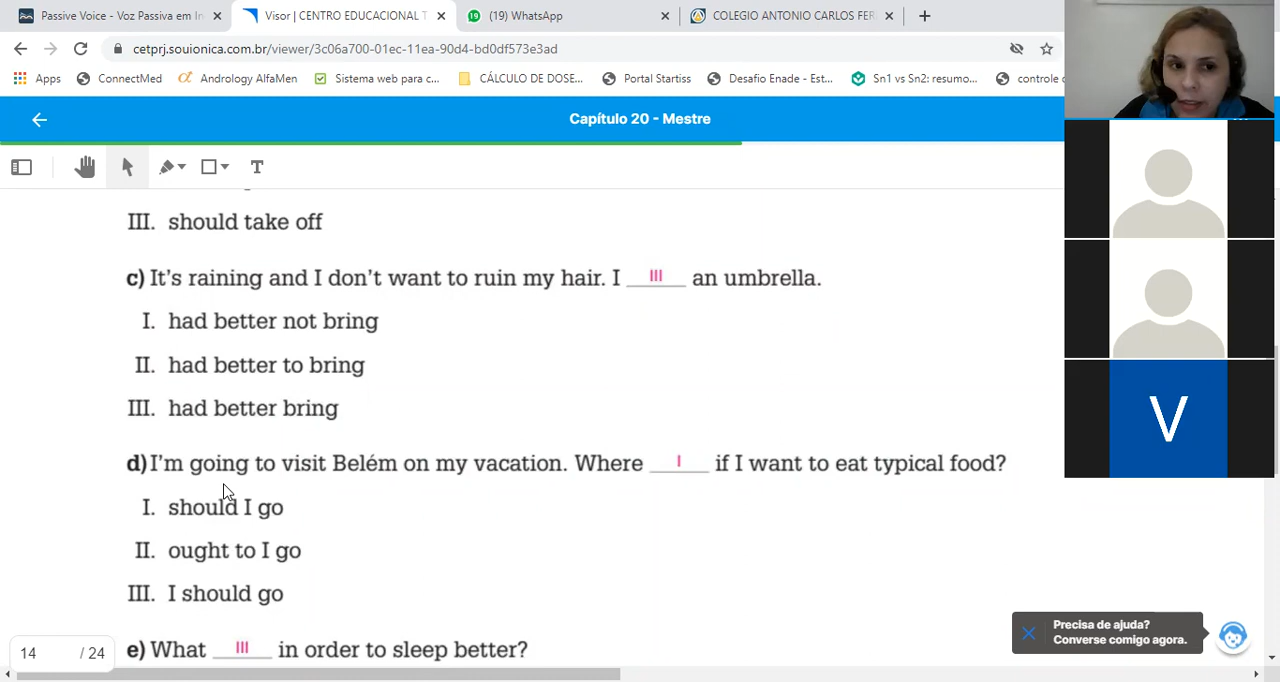 Passive Voice - Voz Passiva em In
Visor | CENTRO EDUCACIONAL T
(19) WhatsApp
COLEGIO ANTONIO CARLOS FER
cetprj.souionica.com.br/viewer/3c06a700-01ec-11ea-90d4-bd0df573e3ad
Apps
ConnectMed
Andrology AlfaMen
Sistema web para c...
CÁLCULO DE DOSE...
Portal Startiss
Desafio Enade - Est...
Sn1 vs Sn2: resumo...
controle c
Capítulo 20 - Mestre
T
III. should take off
c) It's raining and I don't want to ruin my hair. I III an umbrella.
I. had better not bring
II. had better to bring
III. had better bring
V
d) I'm going to visit Belém on my vacation. Where I if I want to eat typical food?
I. should I go
II. ought to I go
III. I should go
e) What III in order to sleep better?
14 / 24
Precisa de ajuda?
Converse comigo agora.